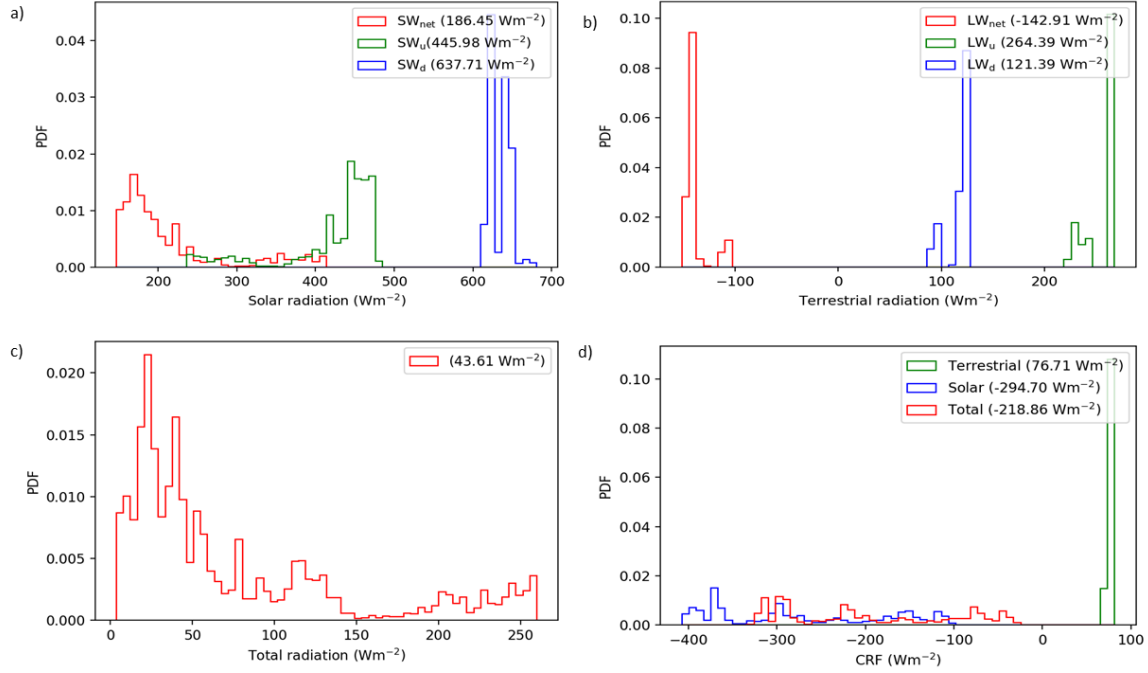 a)
SWnet (186.45 Wm−2)
SWu(445.98 Wm−2)
SWd (637.71 Wm−2)
0.04
0.03
0.02
0.01
0.00
PDF
200 300 400 500 600 700
Solar radiation (Wm−2)
b)
LWnet (-142.91 Wm−2)
LWu (264.39 Wm−2)
LWd (121.39 Wm−2)
0.10
0.08
0.06
0.04
0.02
0.00
PDF
−100 0 100 200
Terrestrial radiation (Wm−2)
c)
(43.61 Wm−2)
0.020
0.015
0.010
0.005
0.000
PDF
0 50 100 150 200 250
Total radiation (Wm−2)
d)
Terrestrial (76.71 Wm−2)
Solar (-294.70 Wm−2)
Total (-218.86 Wm−2)
0.10
0.08
0.06
0.04
0.02
0.00
PDF
−400 −300 −200 −100 0 100
CRF (Wm−2)